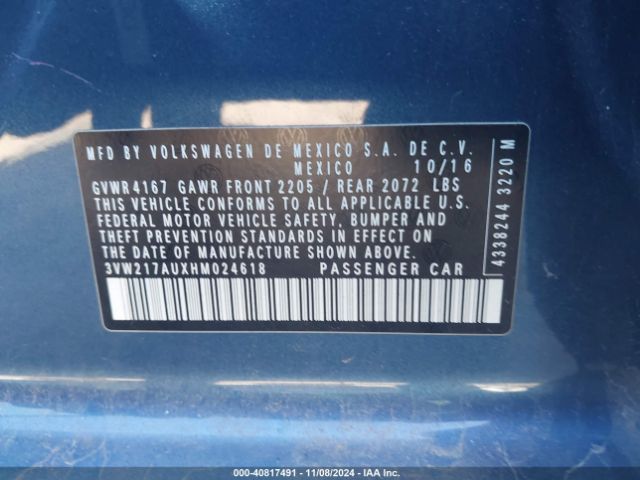 MFD BY VOLKSWAGEN DE MEXICO S.A. DE C.V.
MEXICO 10/16
GVWR 4167 GAWR FRONT 2205 / REAR 2072 LBS
THIS VEHICLE CONFORMS TO ALL APPLICABLE U.S.
FEDERAL MOTOR VEHICLE SAFETY, BUMPER AND
THEFT PREVENTION STANDARDS IN EFFECT ON
THE DATE OF MANUFACTURE SHOWN ABOVE.
3VW217AUXHM024618 PASSENGER CAR
4338244 3220 M
000-40817491 - 11/08/2024 - IAA Inc.